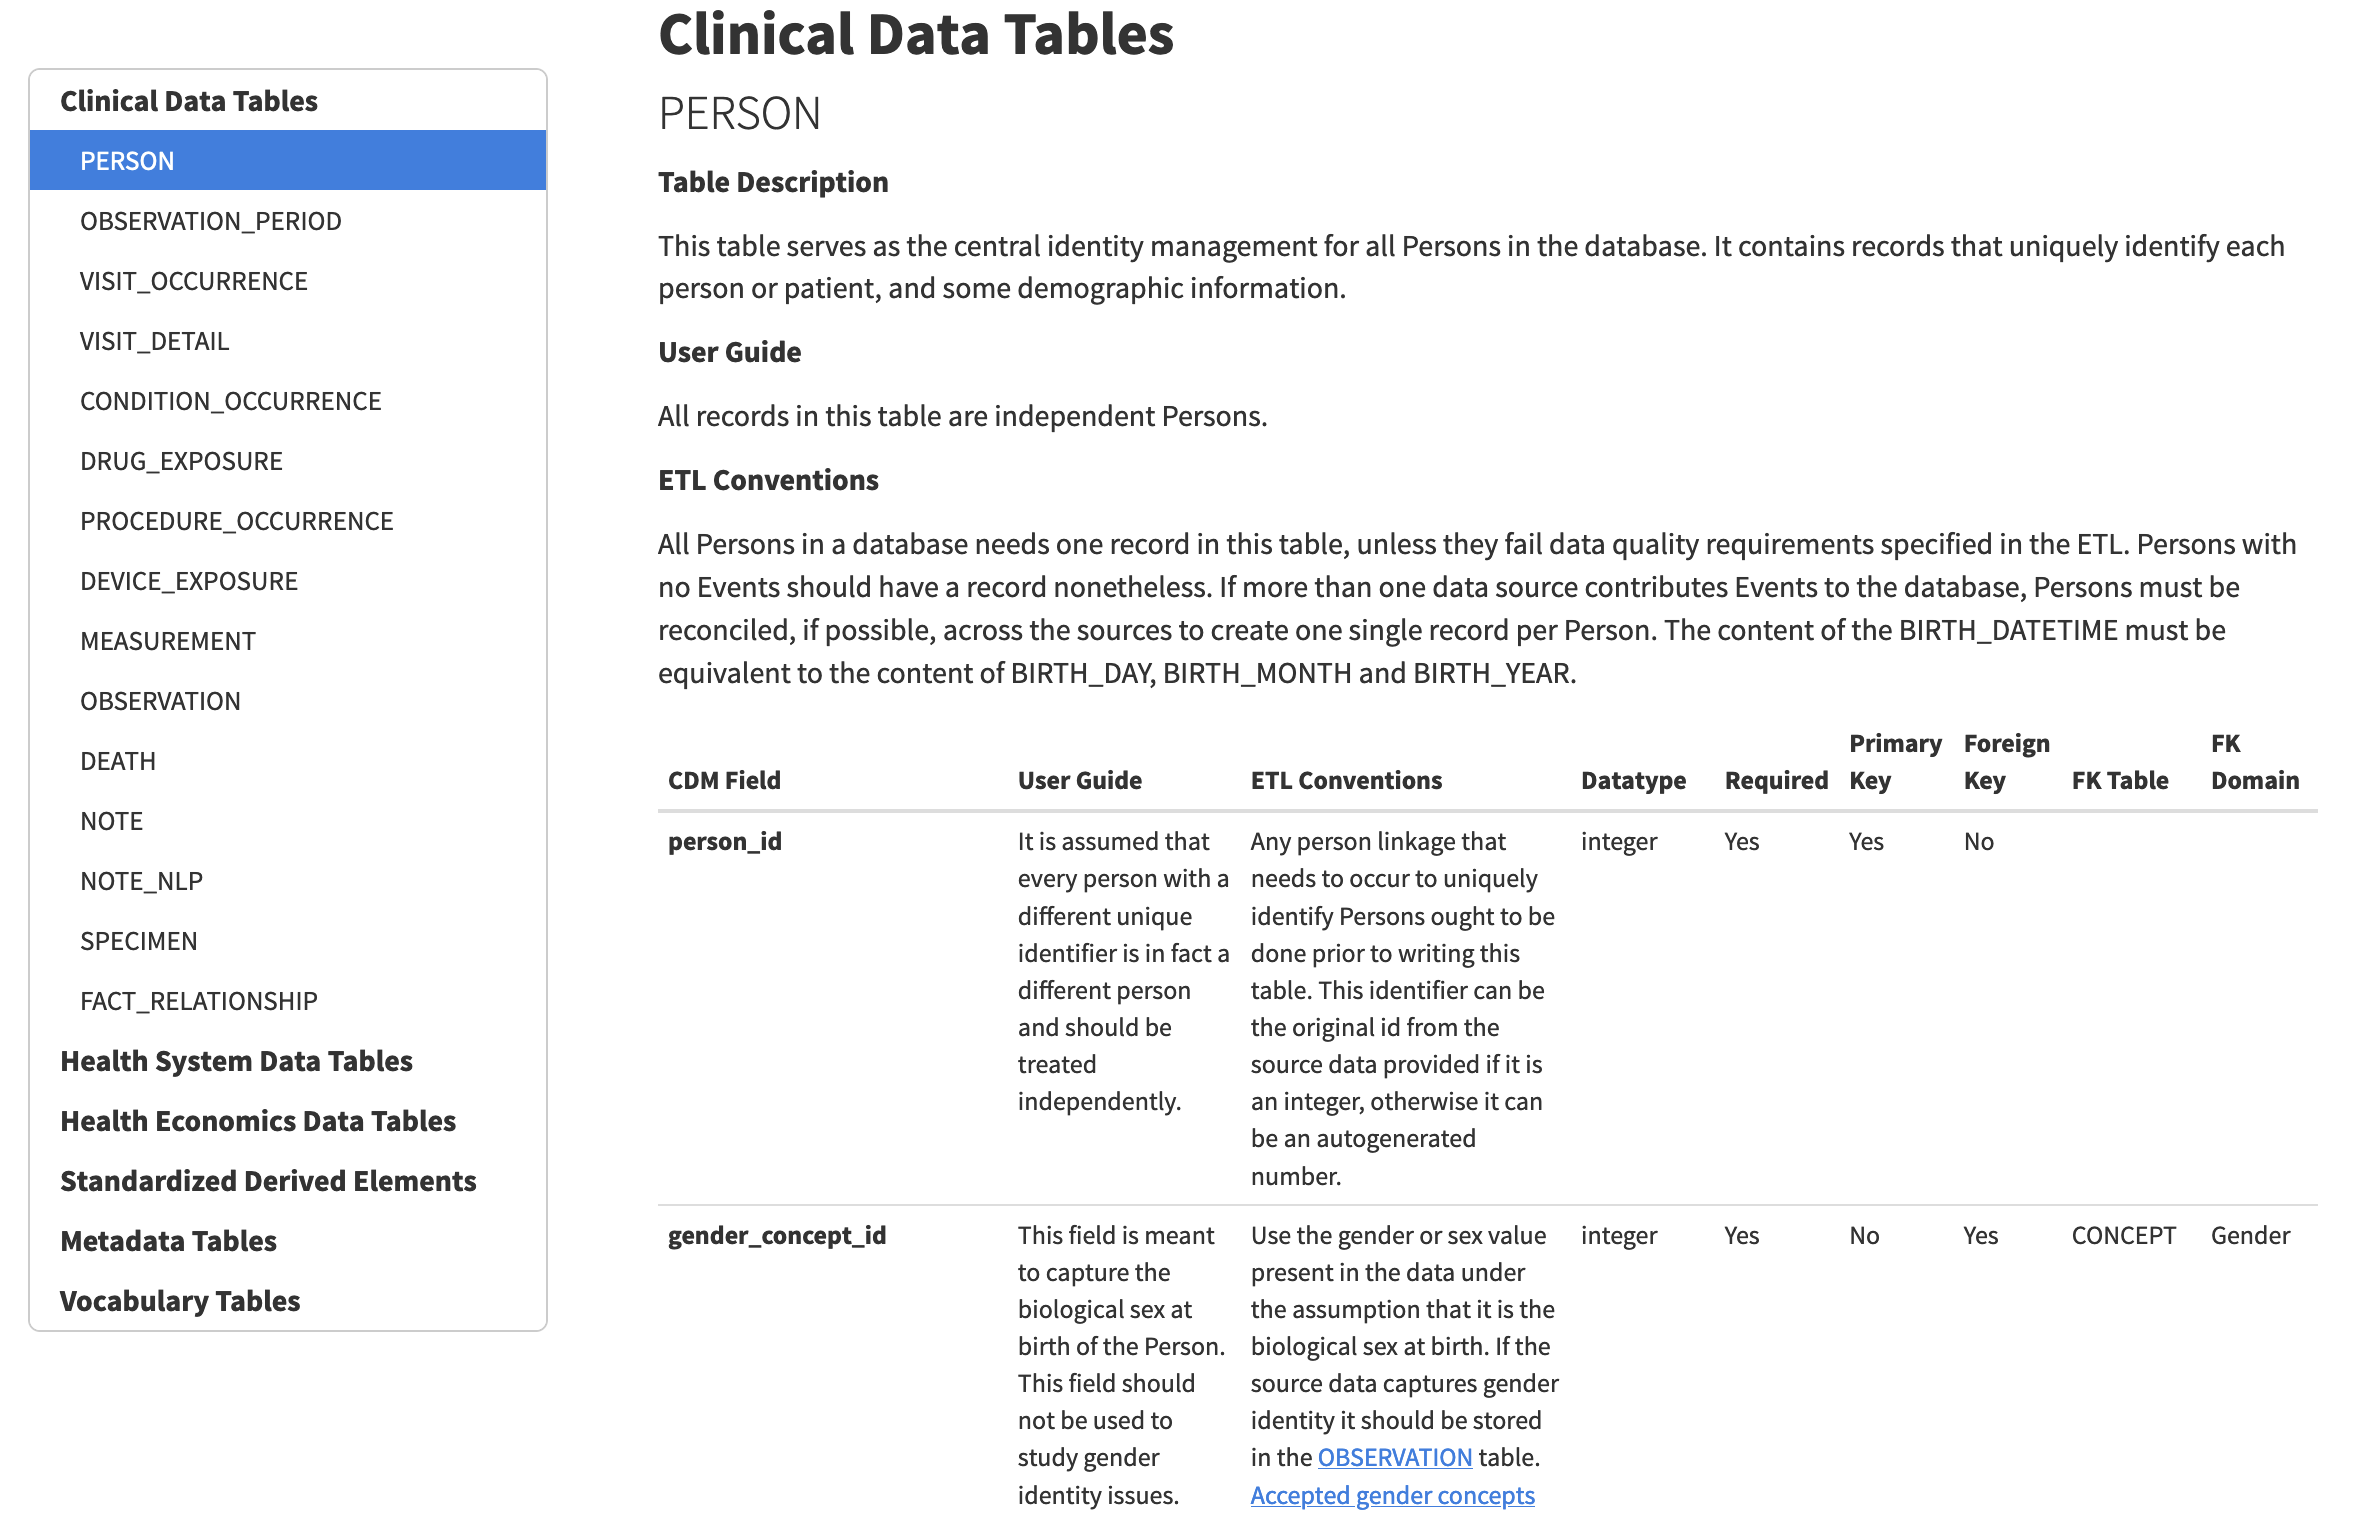 Clinical Data Tables
PERSON
OBSERVATION_PERIOD
VISIT_OCCURRENCE
VISIT_DETAIL
CONDITION_OCCURRENCE
DRUG_EXPOSURE
PROCEDURE_OCCURRENCE
DEVICE_EXPOSURE
MEASUREMENT
OBSERVATION
DEATH
NOTE
NOTE_NLP
SPECIMEN
FACT_RELATIONSHIP
Health System Data Tables
Health Economics Data Tables
Standardized Derived Elements
Metadata Tables
Vocabulary Tables
Clinical Data Tables
PERSON
Table Description
This table serves as the central identity management for all Persons in the database. It contains records that uniquely identify each
person or patient, and some demographic information.
User Guide
All records in this table are independent Persons.
ETL Conventions
All Persons in a database needs one record in this table, unless they fail data quality requirements specified in the ETL. Persons with
no Events should have a record nonetheless. If more than one data source contributes Events to the database, Persons must be
reconciled, if possible, across the sources to create one single record per Person. The content of the BIRTH_DATETIME must be
equivalent to the content of BIRTH_DAY, BIRTH_MONTH and BIRTH_YEAR.
CDM Field
User Guide
ETL Conventions
Datatype
Required
Primary
Key
Foreign
Key
FK Table
FK
Domain
person_id
It is assumed that
every person with a
different unique
identifier is in fact a
different person
and should be
treated
independently.
Any person linkage that
needs to occur to uniquely
identify Persons ought to be
done prior to writing this
table. This identifier can be
the original id from the
source data provided if it is
an integer, otherwise it can
be an autogenerated
number.
integer
Yes
Yes
No
gender_concept_id
This field is meant
to capture the
biological sex at
birth of the Person.
This field should
not be used to
study gender
identity issues.
Use the gender or sex value
present in the data under
the assumption that it is the
biological sex at birth. If the
source data captures gender
identity it should be stored
in the OBSERVATION table.
Accepted gender concepts
integer
Yes
No
Yes
CONCEPT
Gender